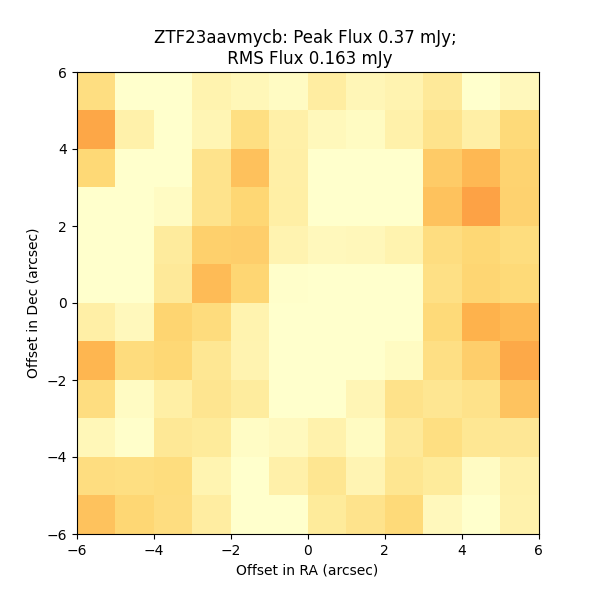 ZTF23aavmycb: Peak Flux 0.37 mJy;
RMS Flux 0.163 mJy
6
4
2
0
−2
−4
−6
Offset in Dec (arcsec)
−6 −4 −2 0 2 4 6
Offset in RA (arcsec)